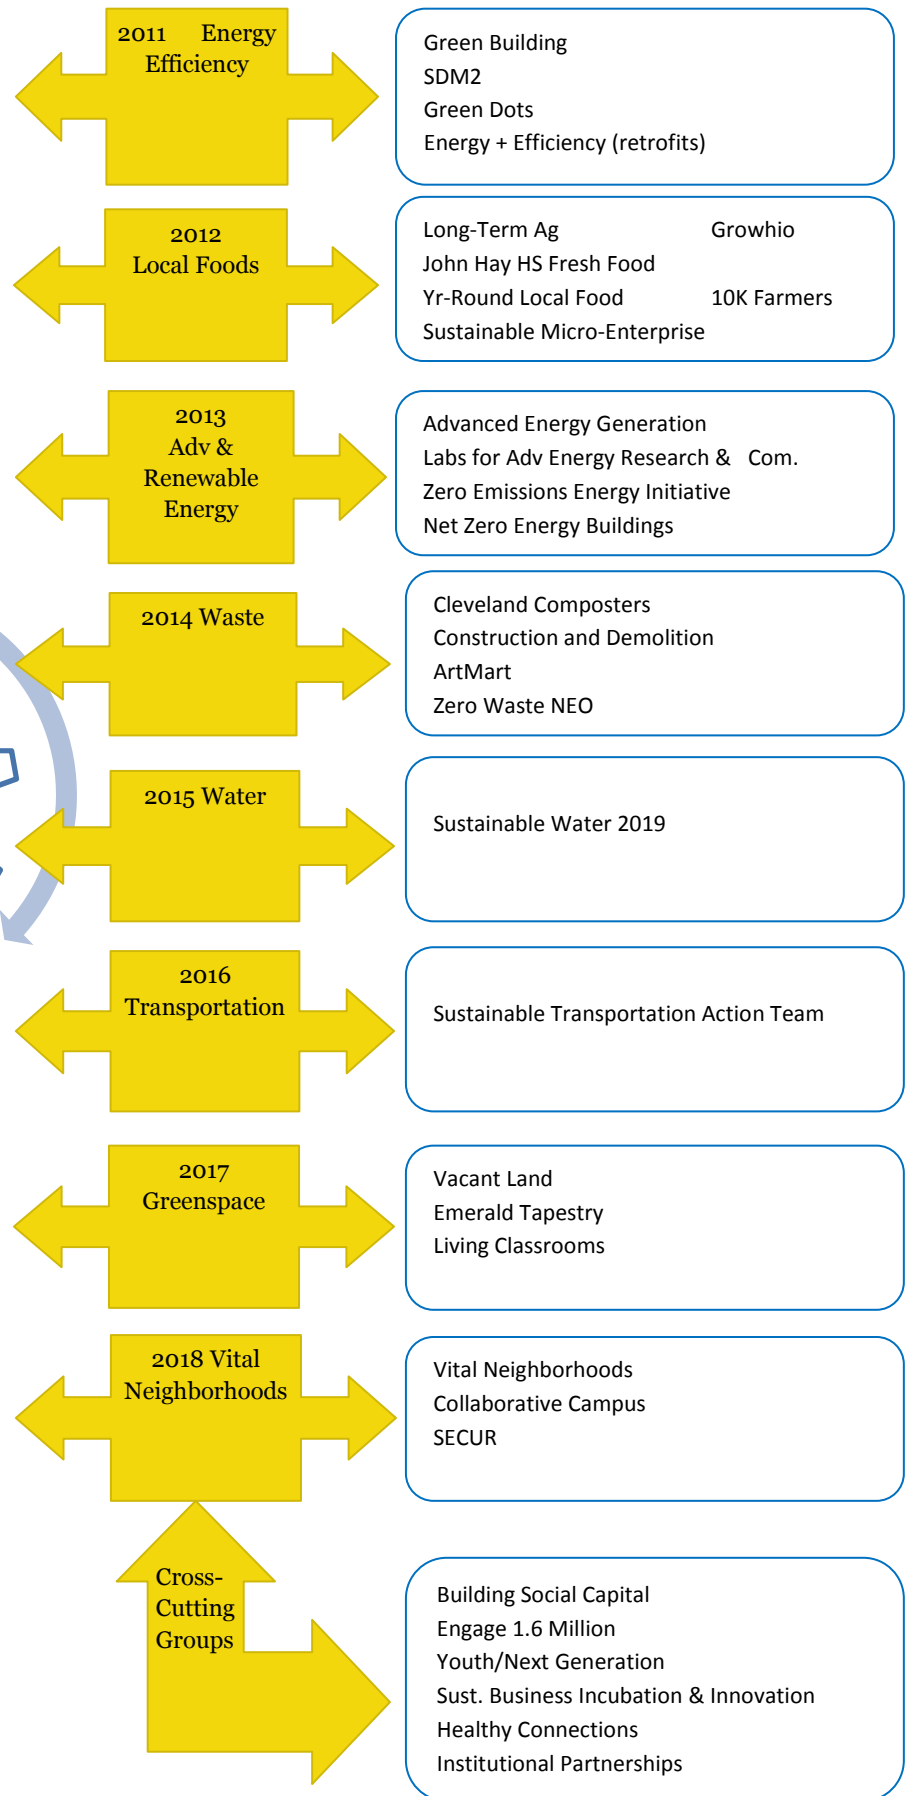 2011 Energy
Efficiency
Green Building
SDM2
Green Dots
Energy + Efficiency (retrofits)
2012
Local Foods
Long-Term Ag Growhio
John Hay HS Fresh Food
Yr-Round Local Food 10K Farmers
Sustainable Micro-Enterprise
2013
Adv &
Renewable
Energy
Advanced Energy Generation
Labs for Adv Energy Research & Com.
Zero Emissions Energy Initiative
Net Zero Energy Buildings
2014 Waste
Cleveland Composters
Construction and Demolition
ArtMart
Zero Waste NEO
2015 Water
Sustainable Water 2019
2016
Transportation
Sustainable Transportation Action Team
2017
Greenspace
Vacant Land
Emerald Tapestry
Living Classrooms
2018 Vital
Neighborhoods
Vital Neighborhoods
Collaborative Campus
SECUR
Cross-
Cutting
Groups
Building Social Capital
Engage 1.6 Million
Youth/Next Generation
Sust. Business Incubation & Innovation
Healthy Connections
Institutional Partnerships